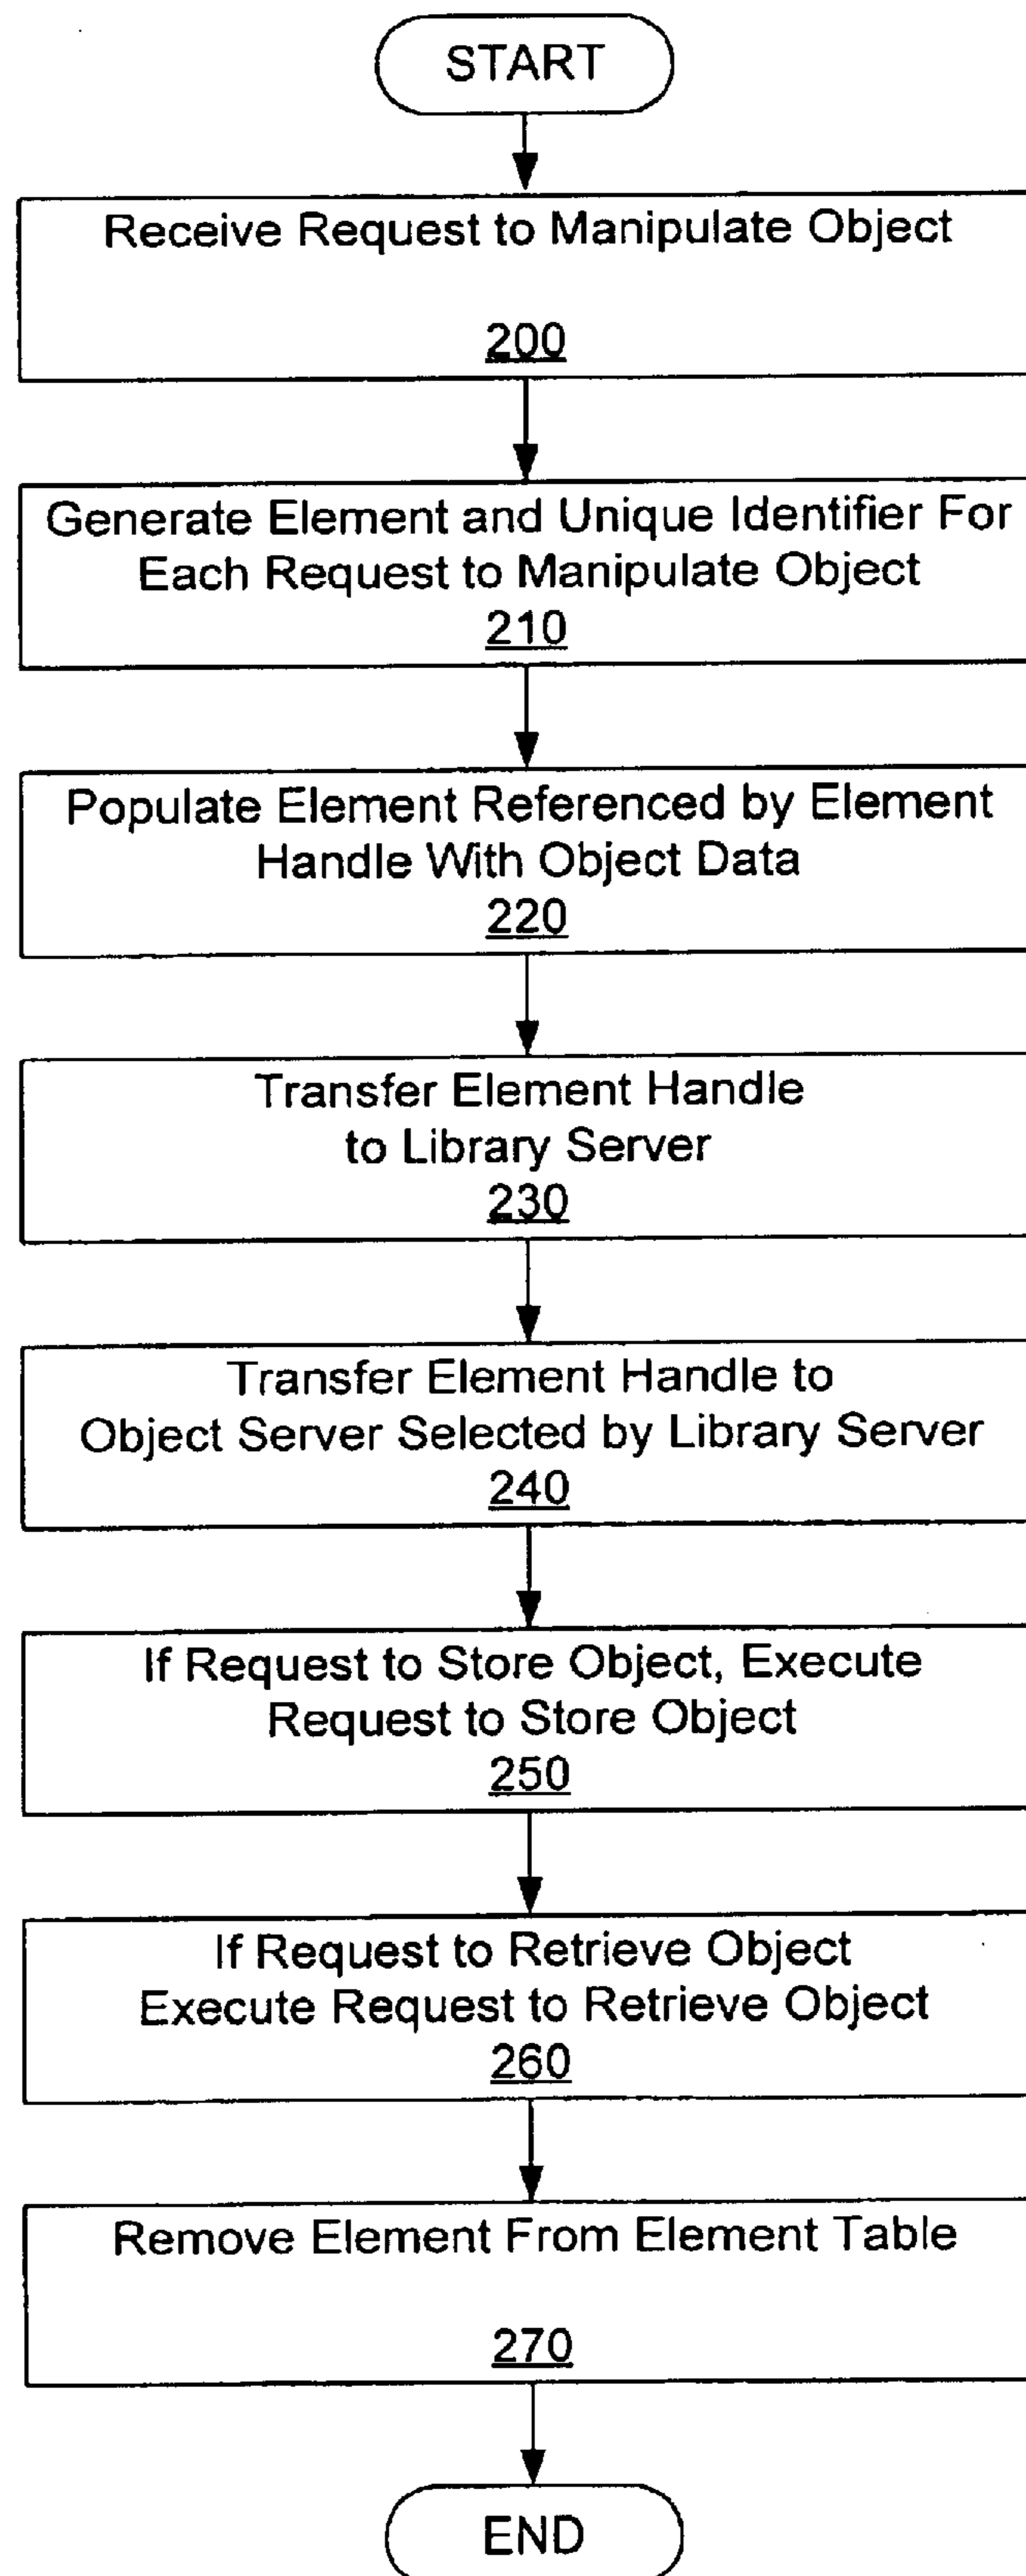 START
Receive Request to Manipulate Object
200
Generate Element and Unique Identifier For
Each Request to Manipulate Object
210
Populate Element Referenced by Element
Handle With Object Data
220
Transfer Element Handle
to Library Server
230
Transfer Element Handle to
Object Server Selected by Library Server
240
If Request to Store Object, Execute
Request to Store Object
250
If Request to Retrieve Object
Execute Request to Retrieve Object
260
Remove Element From Element Table
270
END